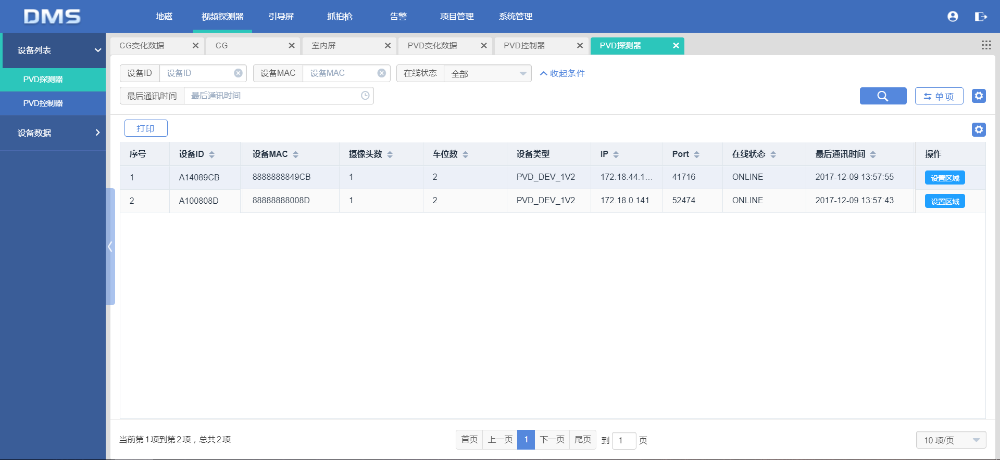 DMS
地磁 视频探测器 引导屏 抓拍枪 告警 项目管理 系统管理
设备列表
PVD探测器
PVD控制器
设备数据
CG变化数据 CG 室内屏 PVD变化数据 PVD控制器 PVD探测器
设备ID 设备ID 设备MAC 设备MAC 在线状态 全部 收起条件
最后通讯时间 最后通讯时间 单项
打印
序号 设备ID 设备MAC 摄像头数 车位数 设备类型 IP Port 在线状态 最后通讯时间 操作
1 A14089CB 8888888849CB 1 2 PVD_DEV_1V2 172.18.44.1... 41716 ONLINE 2017-12-09 13:57:55 设置区域
2 A100808D 88888888008D 1 2 PVD_DEV_1V2 172.18.0.141 52474 ONLINE 2017-12-09 13:57:43 设置区域
当前第1项到第2项，总共2项 首页 上一页 1 下一页 尾页 到 1 页 10 项/页